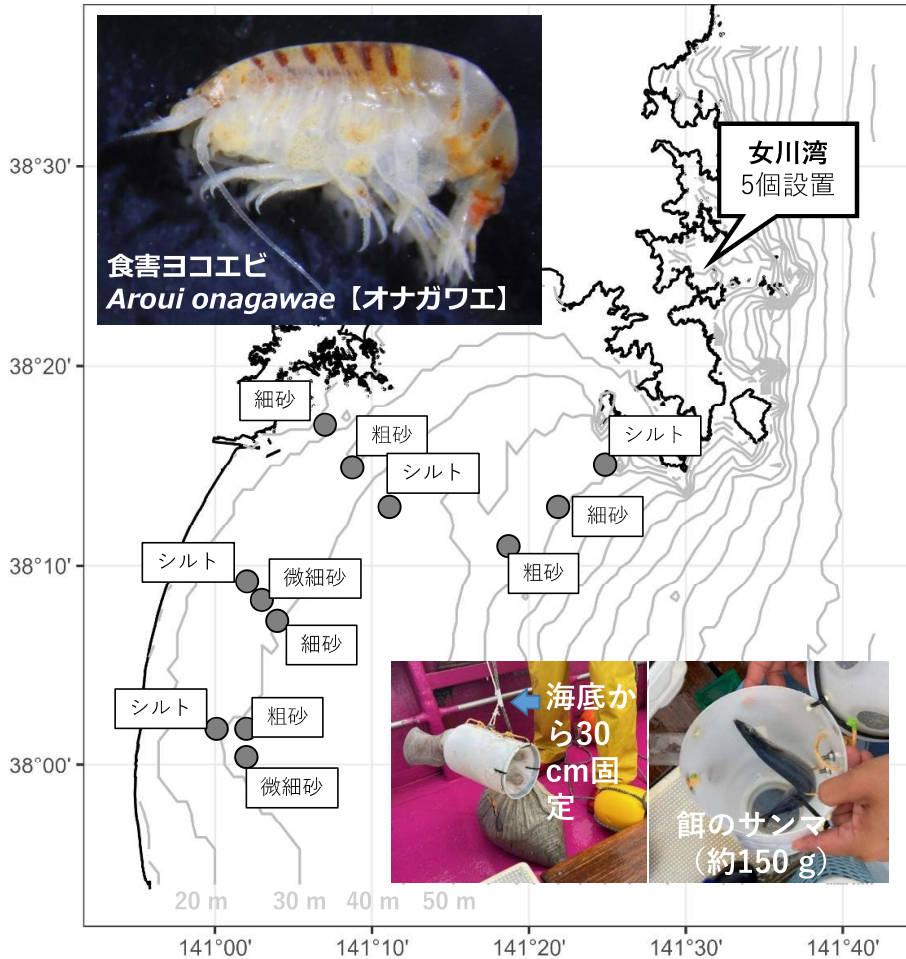 食害ヨコエビ
Aroui onagawae【オナガワエ】
女川湾
5個設置
38°30'
38°20'
38°10'
38°00'
細砂
粗砂
シルト
シルト
細砂
粗砂
シルト
微細砂
細砂
シルト
粗砂
微細砂
海底か
ら30
cm固
定
餌のサンマ
（約150 g）
20 m
30 m
40 m
50 m
141°00'
141°10'
141°20'
141°30'
141°40'